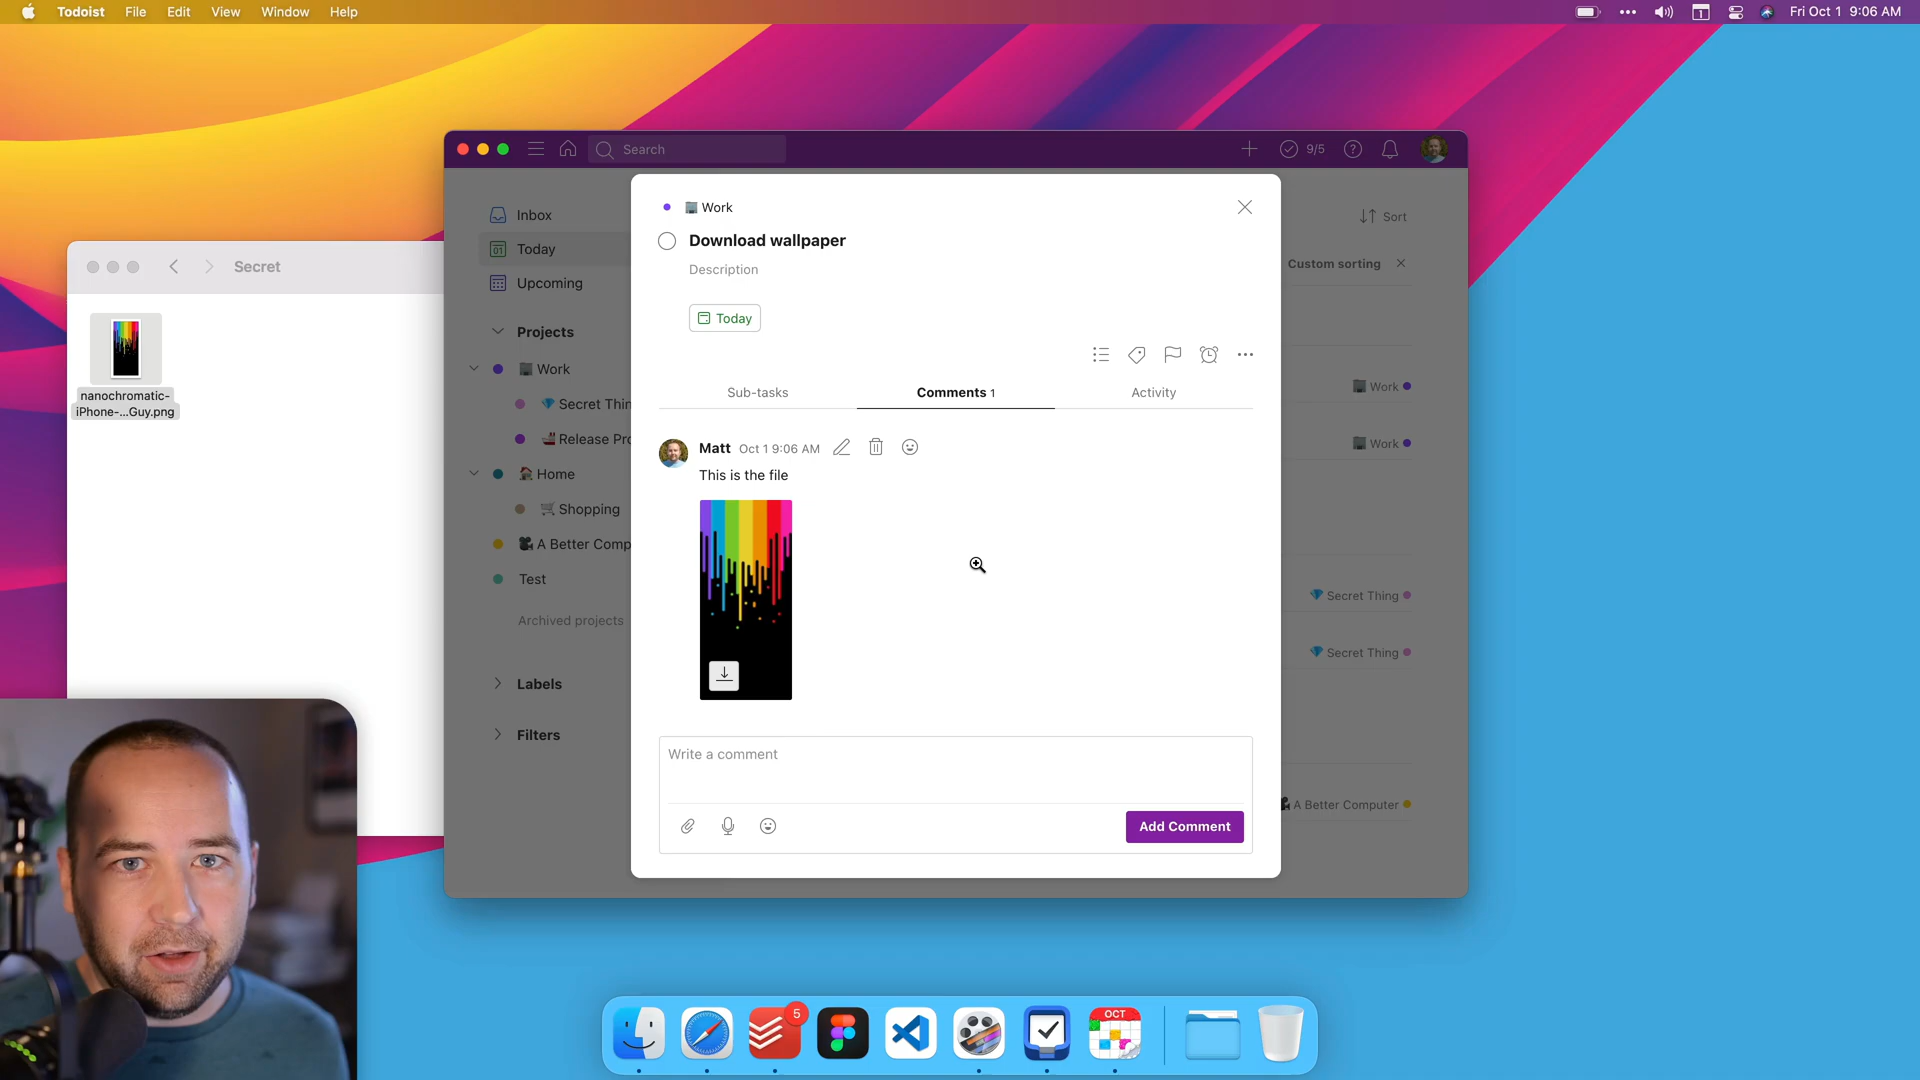 Todoist File Edit View Window Help
1 Fri Oct 1 9:06 AM
Search
9/5
Inbox
01 Today
Upcoming
Projects
Work
Secret Thin
Release Pro
Home
Shopping
A Better Comp
Test
Archived projects
Labels
Filters
Secret
nanochromatic-
iPhone-...Guy.png
Work
Download wallpaper
Description
Today
Sub-tasks Comments 1 Activity
Matt Oct 1 9:06 AM
This is the file
Write a comment
Add Comment
Sort
Custom sorting
Work
Work
Secret Thing
Secret Thing
A Better Computer
5
OCT